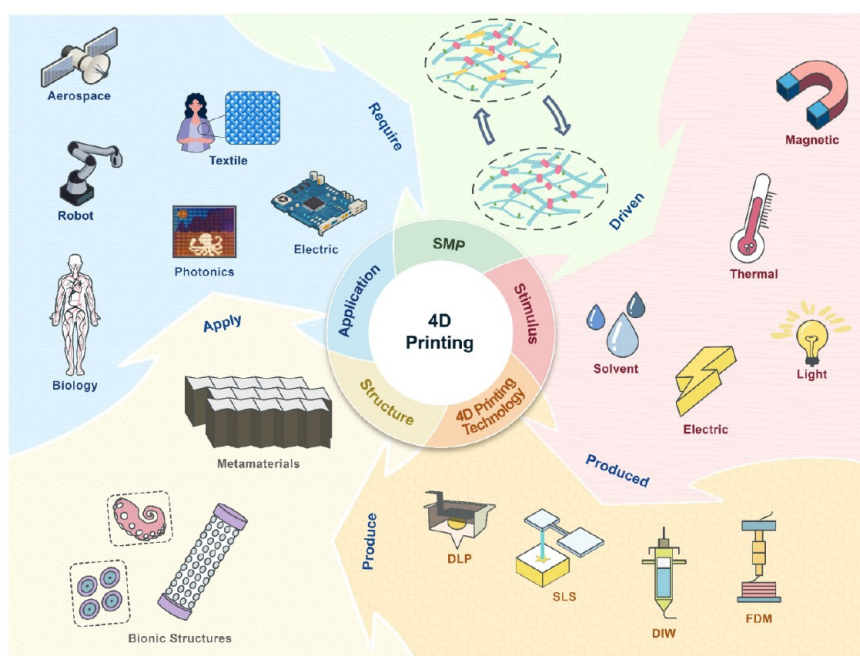 Aerospace
Textile
Robot
Photonics
Electric
Biology
Require
Driven
Magnetic
Thermal
Solvent
Light
Electric
SMP
Stimulus
4D Printing
Technology
Structure
Application
4D
Printing
Apply
Metamaterials
Bionic Structures
Produce
Produced
DLP
SLS
DIW
FDM